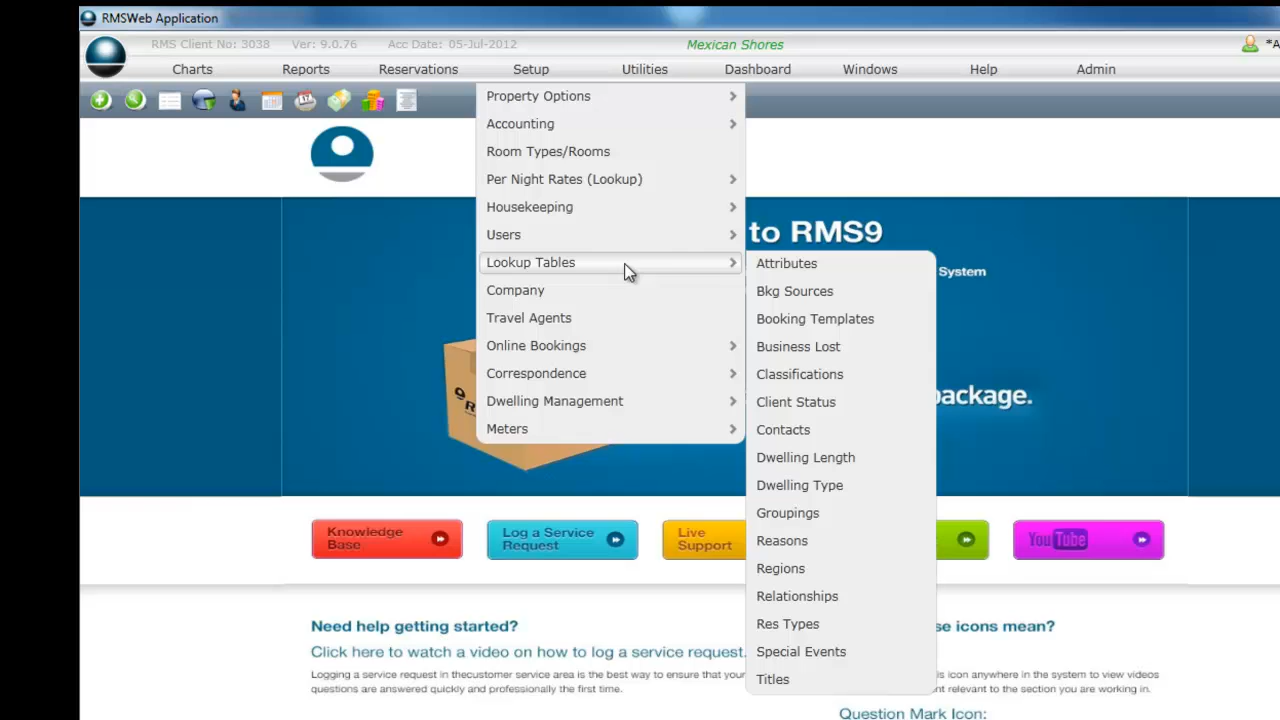 RMSWeb Application
RMS Client No: 3038 Ver: 9.0.76 Acc Date: 05-Jul-2012 Mexican Shores *A
Charts Reports Reservations Setup Utilities Dashboard Windows Help Admin
Property Options
Accounting
Room Types/Rooms
Per Night Rates (Lookup)
Housekeeping
Users
Lookup Tables
Company
Travel Agents
Online Bookings
Correspondence
Dwelling Management
Meters
Attributes
Bkg Sources
Booking Templates
Business Lost
Classifications
Client Status
Contacts
Dwelling Length
Dwelling Type
Groupings
Reasons
Regions
Relationships
Res Types
Special Events
Titles
to RMS9
System
package.
Knowledge
Base
Log a Service
Request
Live
Support
YouTube
Need help getting started?
Click here to watch a video on how to log a service request.
Logging a service request in thecustomer service area is the best way to ensure that your
questions are answered quickly and professionally the first time.
se icons mean?
is icon anywhere in the system to view videos
ent relevant to the section you are working in.
Question Mark Icon: